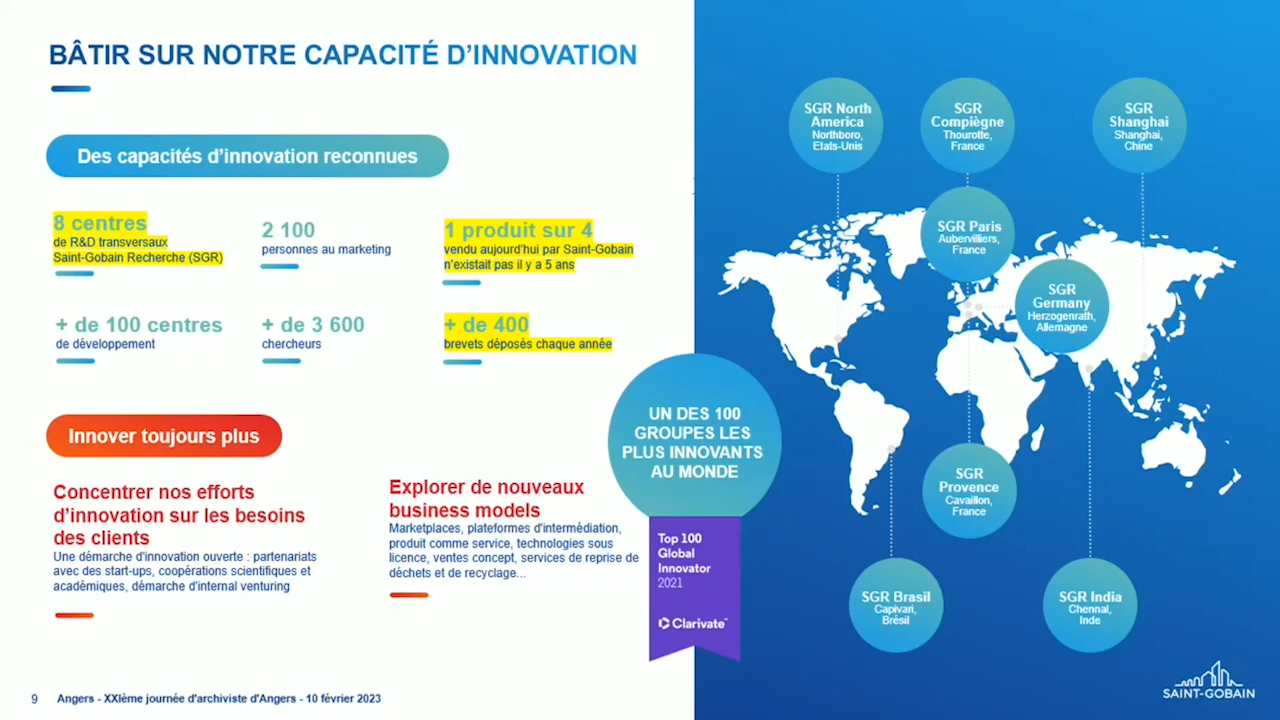 BÂTIR SUR NOTRE CAPACITÉ D'INNOVATION
Des capacités d'innovation reconnues
8 centres
de R&D transversaux
Saint-Gobain Recherche (SGR)
2 100
personnes au marketing
1 produit sur 4
vendu aujourd'hui par Saint-Gobain
n'existait pas il y a 5 ans
+ de 100 centres
de développement
+ de 3 600
chercheurs
+ de 400
brevets déposés chaque année
Innover toujours plus
Concentrer nos efforts
d'innovation sur les besoins
des clients
Une démarche d'innovation ouverte : partenariats
avec des start-ups, coopérations scientifiques et
académiques, démarche d'internal venturing
Explorer de nouveaux
business models
Marketplaces, plateformes d'intermédiation,
produit comme service, technologies sous
licence, ventes concept, services de reprise de
déchets et de recyclage...
UN DES 100
GROUPES LES
PLUS INNOVANTS
AU MONDE
Top 100
Global
Innovator
2021
Clarivate™
SGR North
America
Northboro,
Etats-Unis
SGR
Compiègne
Thourotte,
France
SGR
Shanghai
Shanghai,
Chine
SGR Paris
Aubervilliers,
France
SGR
Germany
Herzogenrath,
Allemagne
SGR
Provence
Cavaillon,
France
SGR Brasil
Capivari,
Brésil
SGR India
Chennal,
Inde
SAINT-GOBAIN
9 Angers - XXIème journée d'archiviste d'Angers - 10 février 2023